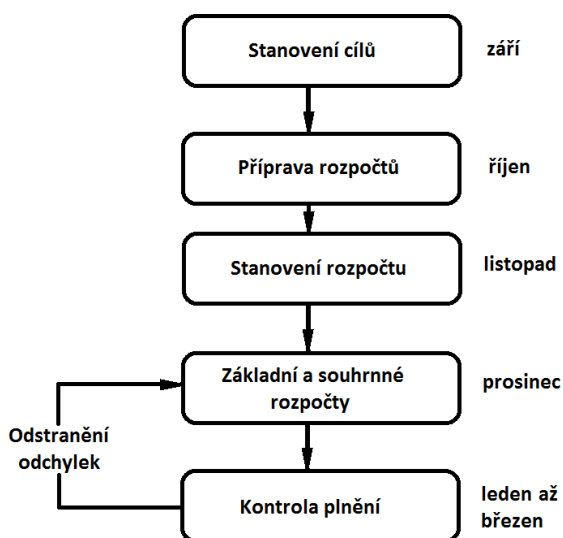 Stanovení cílů
září
Příprava rozpočtů
říjen
Stanovení rozpočtu
listopad
Základní a souhrnné
rozpočty
prosinec
Odstranění
odchylek
Kontrola plnění
leden až
březen